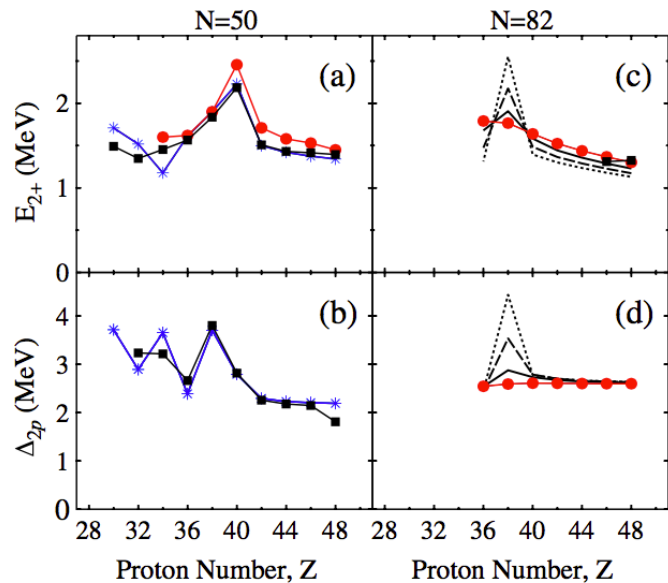 N=50 N=82
(a) (c)
2
1
0
E2+ (MeV)
(b) (d)
4
3
2
1
0
Δ2p (MeV)
28 32 36 40 44 48 28 32 36 40 44 48
Proton Number, Z Proton Number, Z